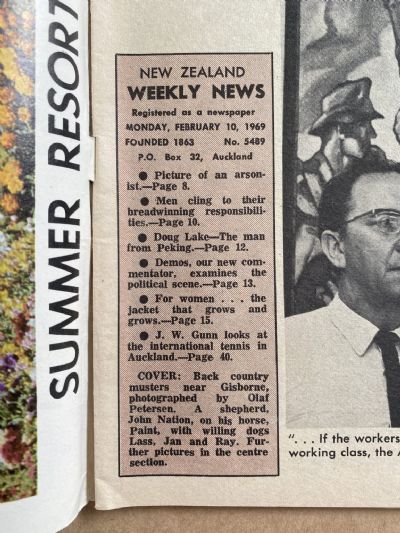 SUMMER RESORT
NEW ZEALAND
WEEKLY NEWS
Registered as a newspaper
MONDAY, FEBRUARY 10, 1969
FOUNDED 1863 No. 5489
P.O. Box 32, Auckland
● Picture of an arson-
ist.—Page 8.
● Men cling to their
breadwinning responsibili-
ties.—Page 10.
● Doug Lake—The man
from Peking.—Page 12.
● Demos, our new com-
mentator, examines the
political scene.—Page 13.
● For women . . . the
jacket that grows and
grows.—Page 15.
● J. W. Gunn looks at
the international tennis in
Auckland.—Page 40.
COVER: Back country
musters near Gisborne,
photographed by Olaf
Petersen. A shepherd,
John Nation, on his horse,
Paint, with willing dogs
Lass, Jan and Ray. Fur-
ther pictures in the centre
section.
". . . If the workers
working class, the A